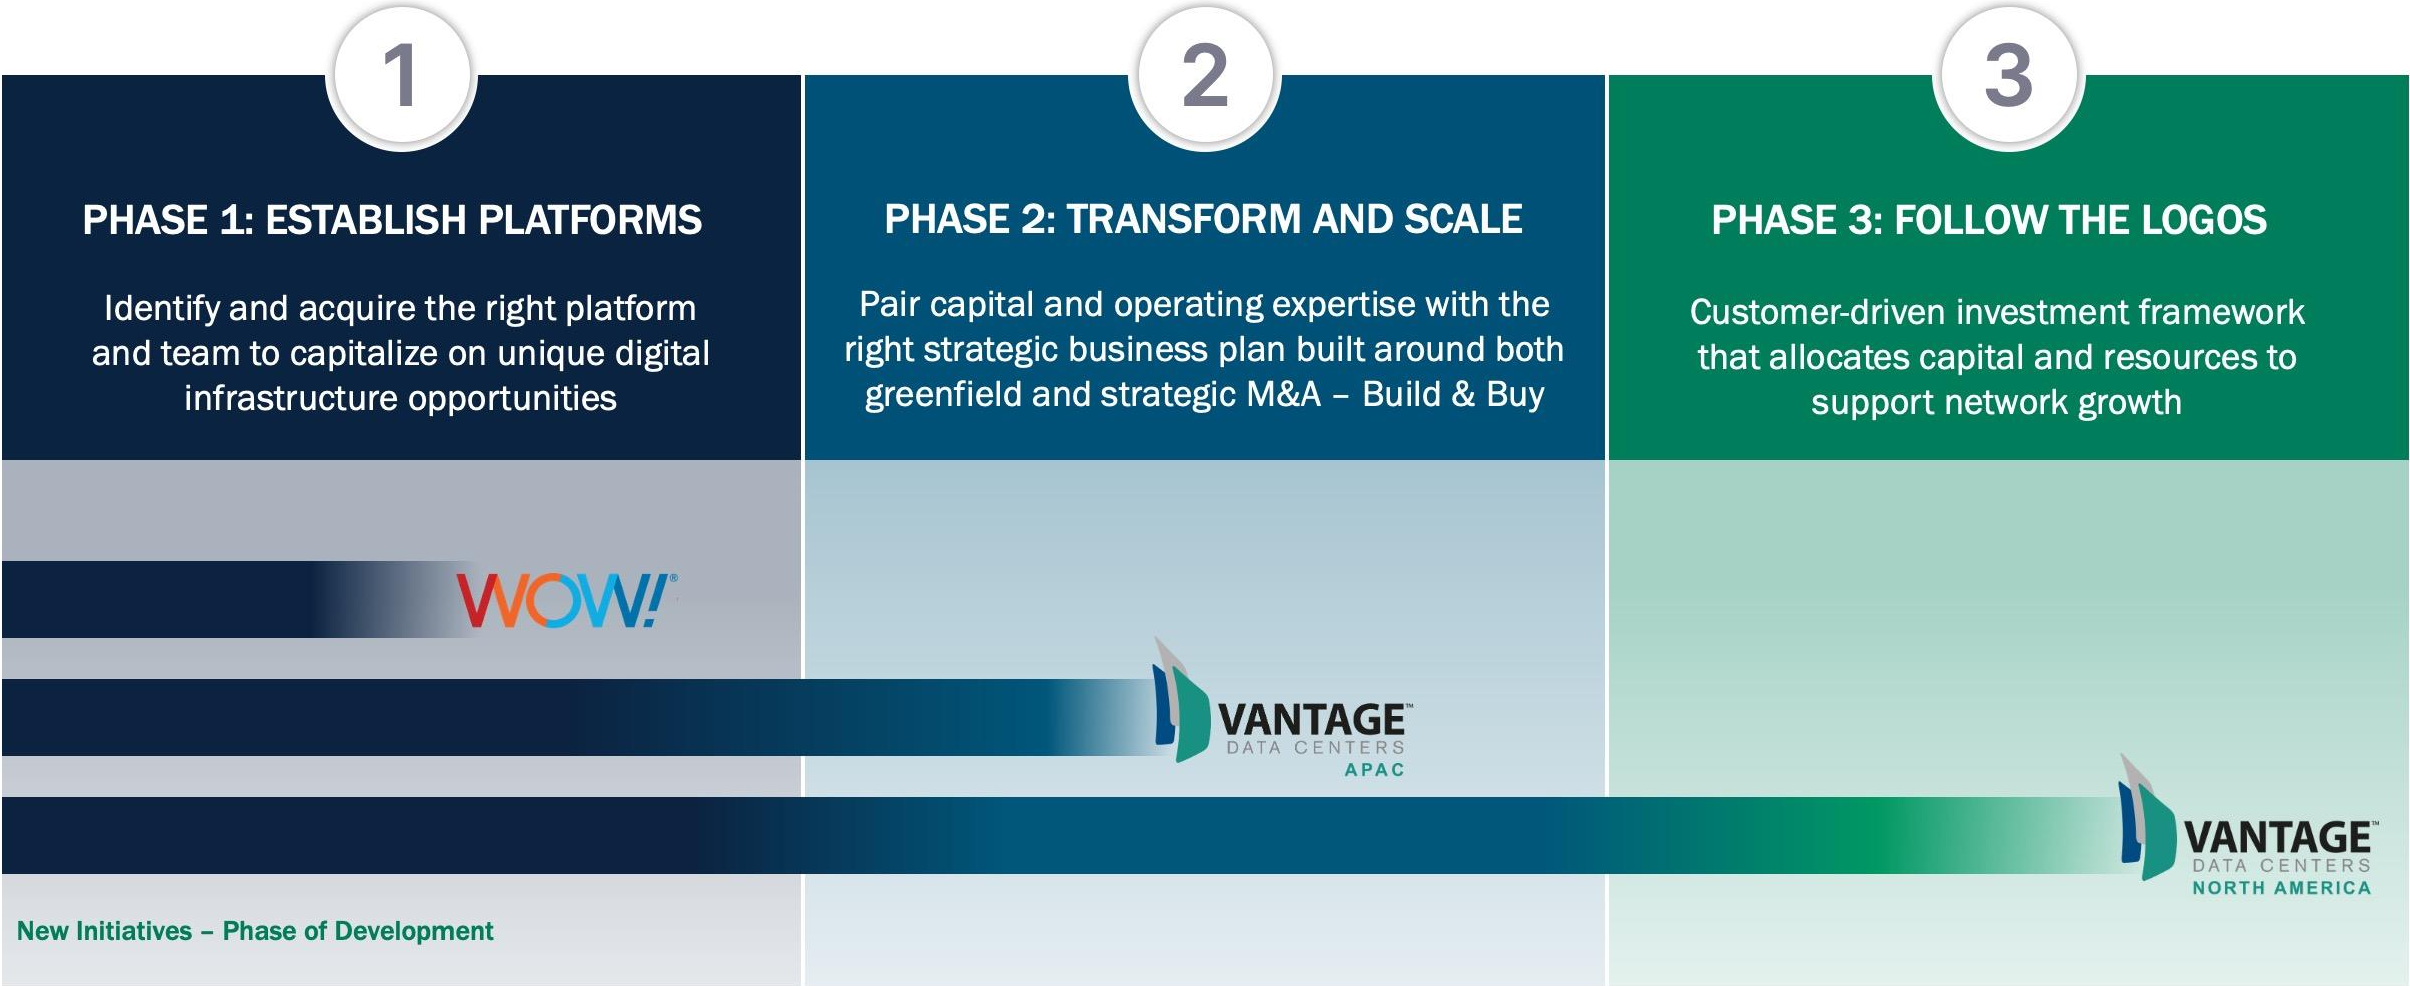 1
PHASE 1: ESTABLISH PLATFORMS
Identify and acquire the right platform
and team to capitalize on unique digital
infrastructure opportunities
2
PHASE 2: TRANSFORM AND SCALE
Pair capital and operating expertise with the
right strategic business plan built around both
greenfield and strategic M&A – Build & Buy
3
PHASE 3: FOLLOW THE LOGOS
Customer-driven investment framework
that allocates capital and resources to
support network growth
WOW!®
VANTAGE™
DATA CENTERS
APAC
VANTAGE™
DATA CENTERS
NORTH AMERICA
New Initiatives – Phase of Development